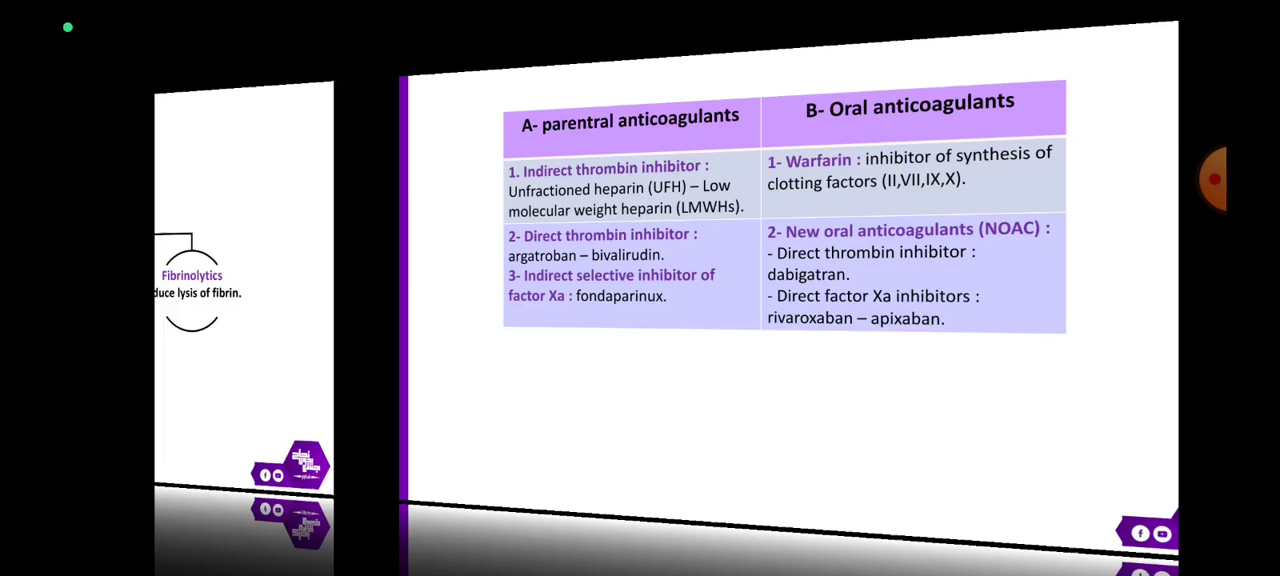 Fibrinolytics
duce lysis of fibrin.
A- parentral anticoagulants
B- Oral anticoagulants
1. Indirect thrombin inhibitor :
Unfractioned heparin (UFH) – Low
molecular weight heparin (LMWHs).
1- Warfarin : inhibitor of synthesis of
clotting factors (II,VII,IX,X).
2- Direct thrombin inhibitor :
argatroban – bivalirudin.
3- Indirect selective inhibitor of
factor Xa : fondaparinux.
2- New oral anticoagulants (NOAC) :
- Direct thrombin inhibitor :
dabigatran.
- Direct factor Xa inhibitors :
rivaroxaban – apixaban.